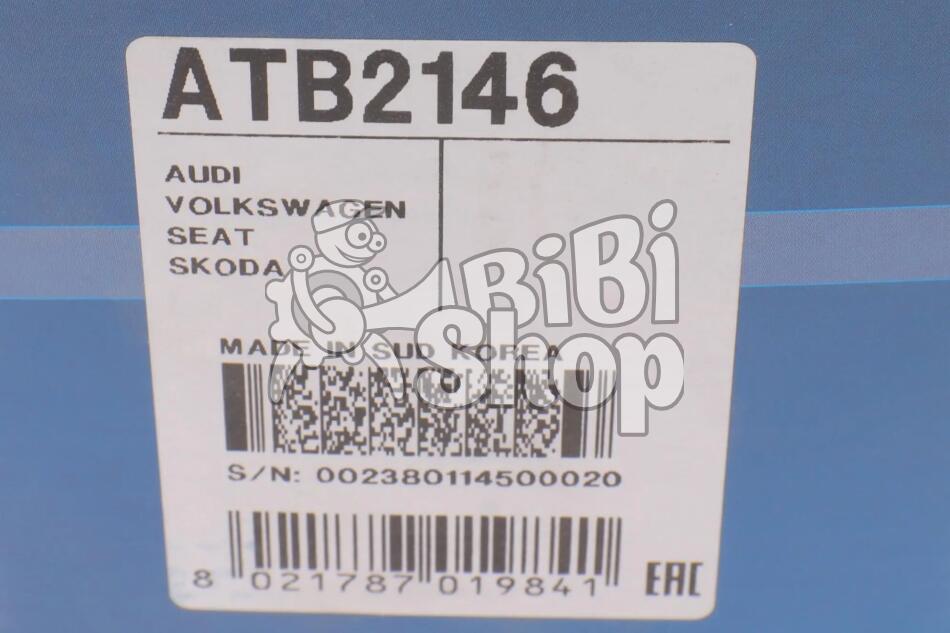 ATB2146
AUDI
VOLKSWAGEN
SEAT
SKODA
BiBi
Shop
MADE IN SUD KOREA
S/N: 002380114500020
8 021787 019841
EAC